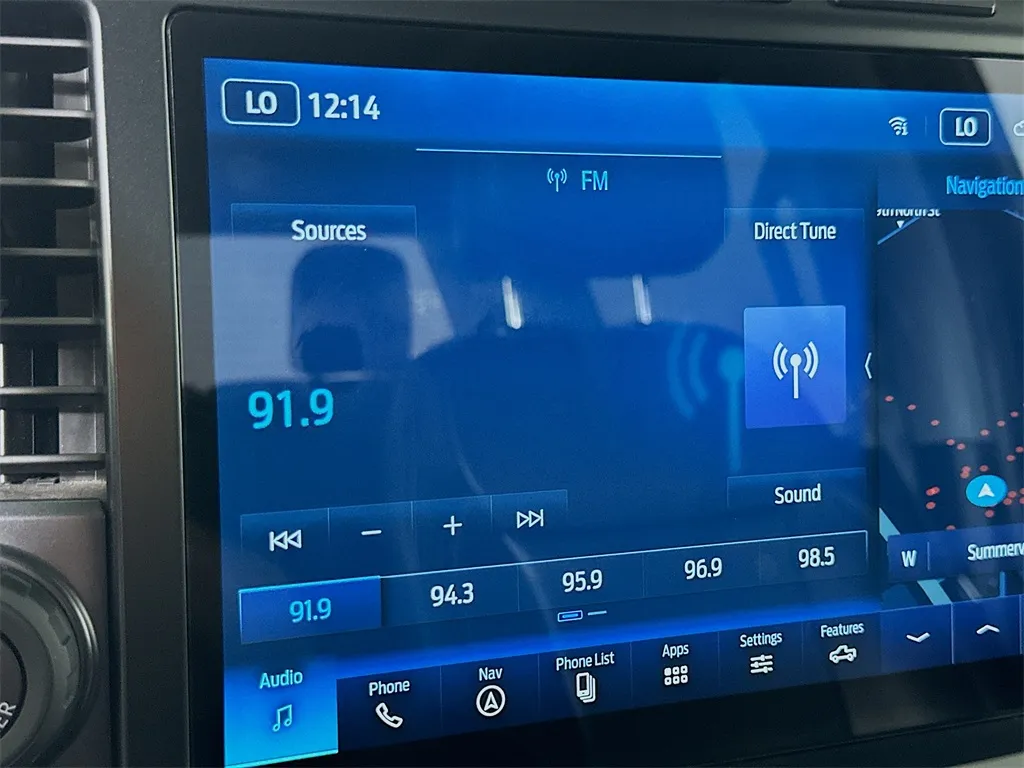 LO 12:14
LO
FM
Navigation
Sources
Direct Tune
91.9
Sound
W
91.9 94.3 95.9 96.9 98.5
Audio Phone Nav Phone List Apps Settings Features